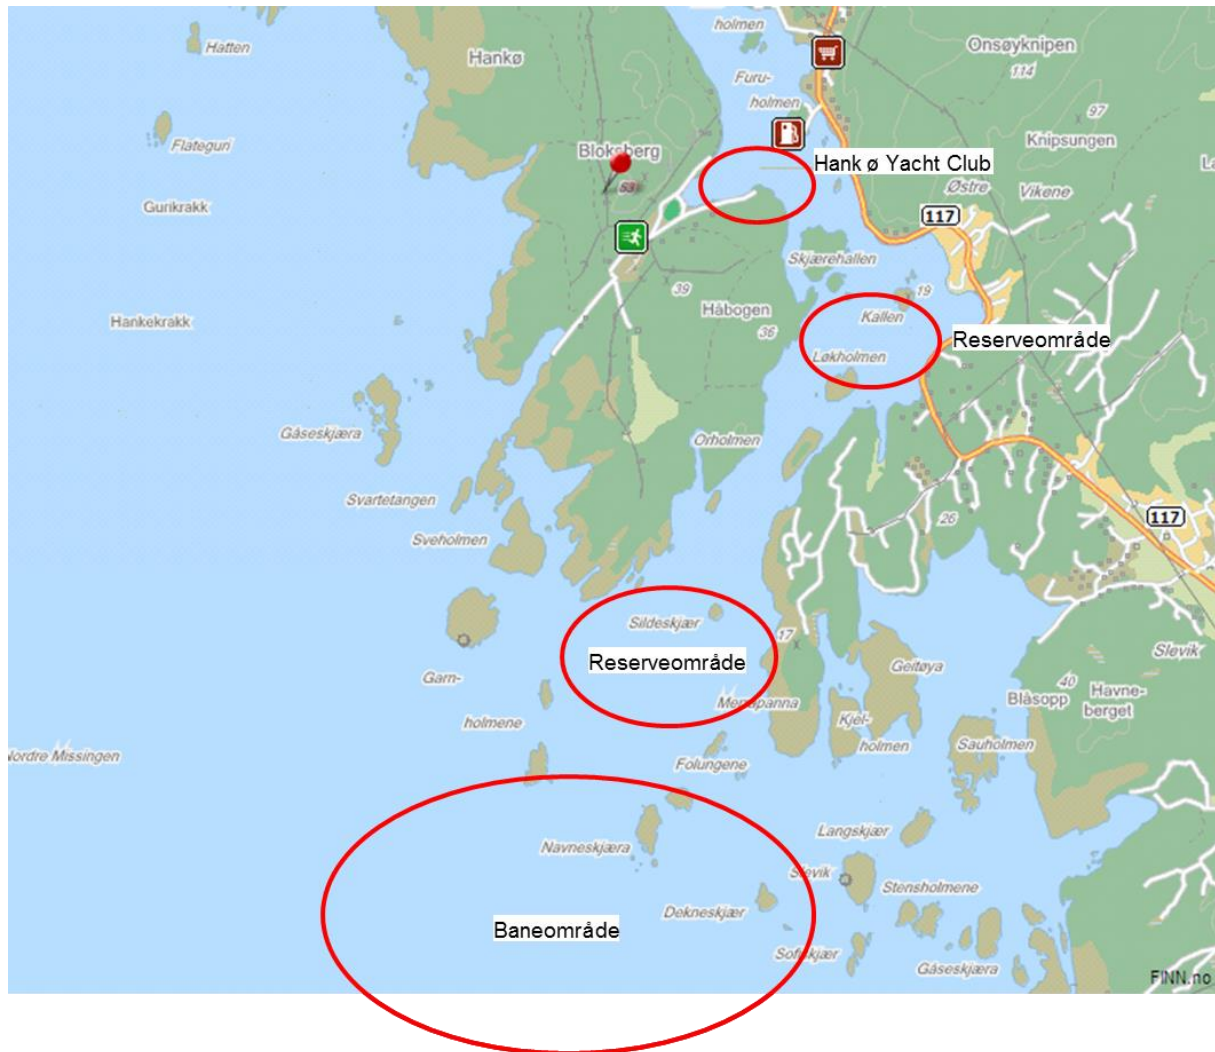 holmen
Hatten
Hankø
Onsøyknipen
114
Furu-
holmen
97
Knipsungen
Flateguri
Bloksberg
Hank ø Yacht Club
La
Gurikrakk
Østre
Vikene
117
Skjærehallen
39
19
Hankekrakk
Håbogen
36
Kallen
Reserveområde
Løkholmen
Gåseskjæra
Orholmen
Svartetangen
117
26
Sveholmen
Sildeskjær
17
Slevik
Reserveområde
Geitøya
Garn-
holmene
Merrapanna
Blåsopp
40
Havne-
berget
Kjel-
holmen
Sauholmen
Nordre Missingen
Folungene
Langskjær
Navneskjæra
Slevik
Stensholmene
Dekneskjær
Baneområde
Gåseskjæra
FINN.no